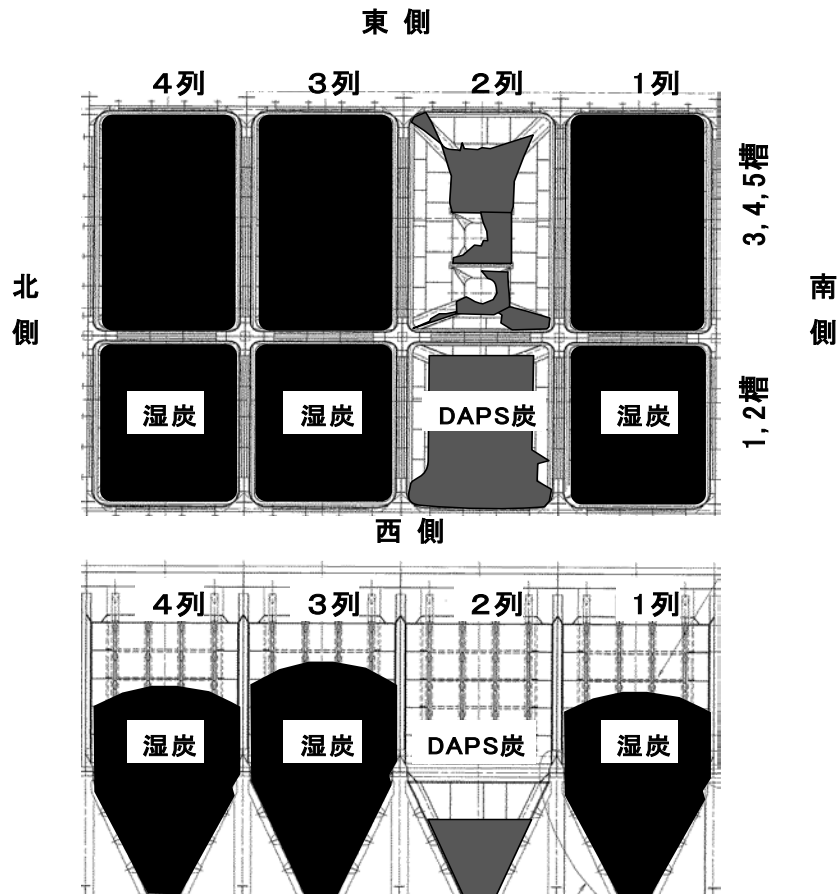 東 側
4列 3列 2列 1列
3,4,5槽
北側
南側
1,2槽
湿炭 湿炭 DAPS炭 湿炭
西 側
4列 3列 2列 1列
湿炭 湿炭 DAPS炭 湿炭